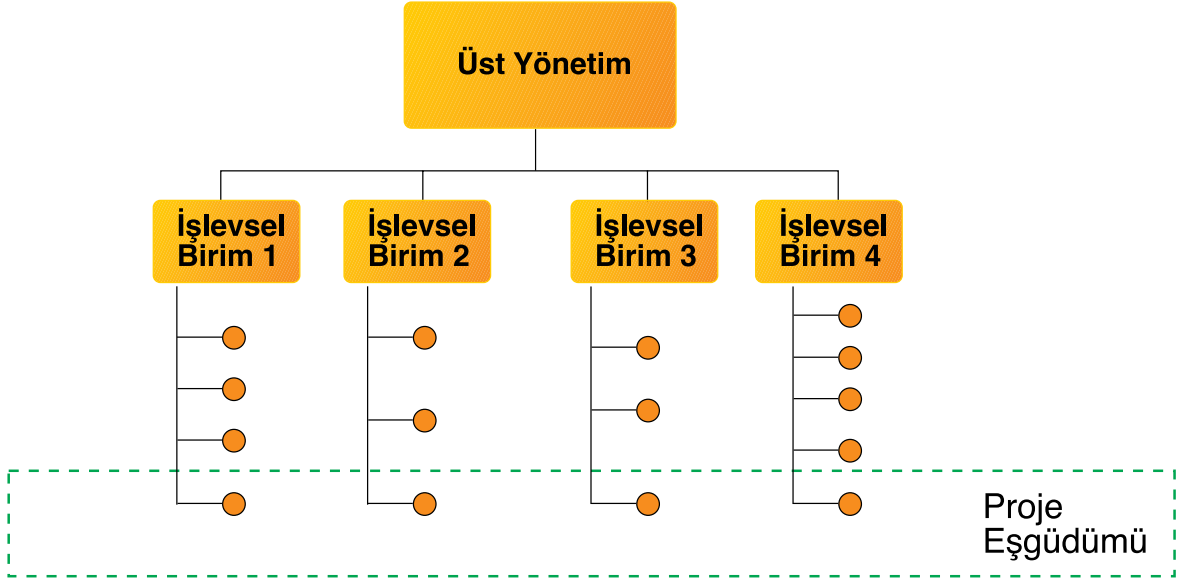 Üst Yönetim
İşlevsel
Birim 1
İşlevsel
Birim 2
İşlevsel
Birim 3
İşlevsel
Birim 4
Proje
Eşgüdümü